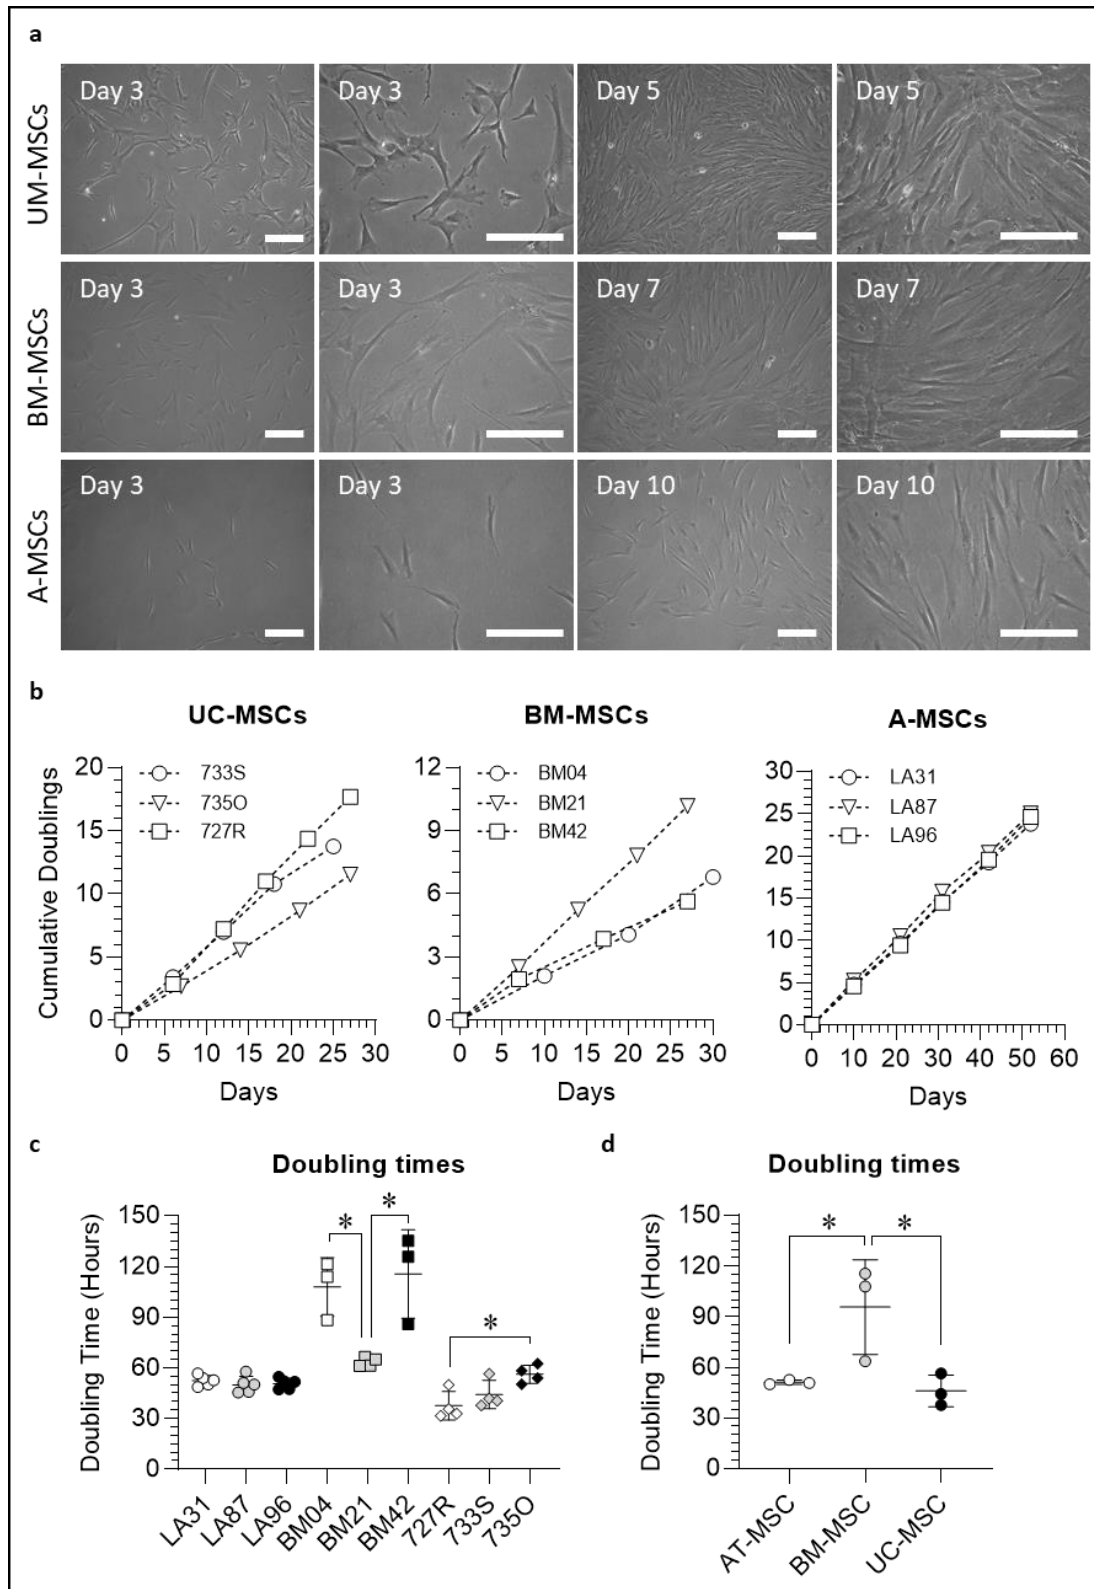 a
UM-MSCs
Day 3
Day 3
Day 5
Day 5
BM-MSCs
Day 3
Day 3
Day 7
Day 7
A-MSCs
Day 3
Day 3
Day 10
Day 10
b
UC-MSCs
Cumulative Doublings
20
15
10
5
0
733S
735O
727R
0 5 10 15 20 25 30
Days
BM-MSCs
12
9
6
3
0
BM04
BM21
BM42
0 5 10 15 20 25 30
Days
A-MSCs
30
25
20
15
10
5
0
LA31
LA87
LA96
0 10 20 30 40 50 60
Days
c
Doubling times
Doubling Time (Hours)
150
120
90
60
30
0
*
*
*
LA31
LA87
LA96
BM04
BM21
BM42
727R
733S
735O
d
Doubling times
Doubling Time (Hours)
150
120
90
60
30
0
*
*
AT-MSC
BM-MSC
UC-MSC